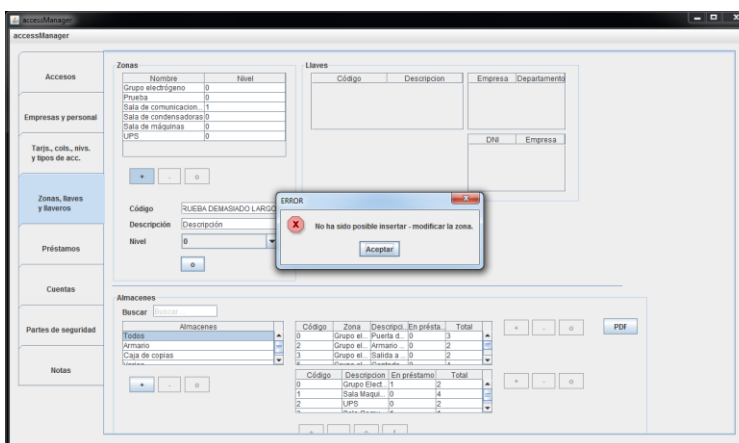 accessManager
accessManager
Accesos
Empresas y personal
Tarjs., cols., nivs.
y tipos de acc.
Zonas, llaves
y llaveros
Préstamos
Cuentas
Partes de seguridad
Notas
Zonas
Nombre Nivel
Grupo electrógeno 0
Prueba 0
Sala de comunicacion... 1
Sala de condensadoras 0
Sala de máquinas 0
UPS 0
+ - o
Código RUEBA DEMASIADO LARGO
Descripción Descripción
Nivel 0
o
Llaves
Código Descripcion
Empresa Departamento
DNI Empresa
ERROR
No ha sido posible insertar - modificar la zona.
Aceptar
Almacenes
Buscar Buscar...
Almacenes
Todos
Armario
Caja de copias
Varios
+ - o
Código Zona Descripci... En présta... Total
0 Grupo el... Puerta d... 0 3
2 Grupo el... Armario ... 0 2
3 Grupo el... Salida a ... 0 2
+ - o
PDF
Código Descripcion En préstamo Total
0 Grupo Elect... 1 2
1 Sala Maqui... 0 4
2 UPS 0 2
+ - o